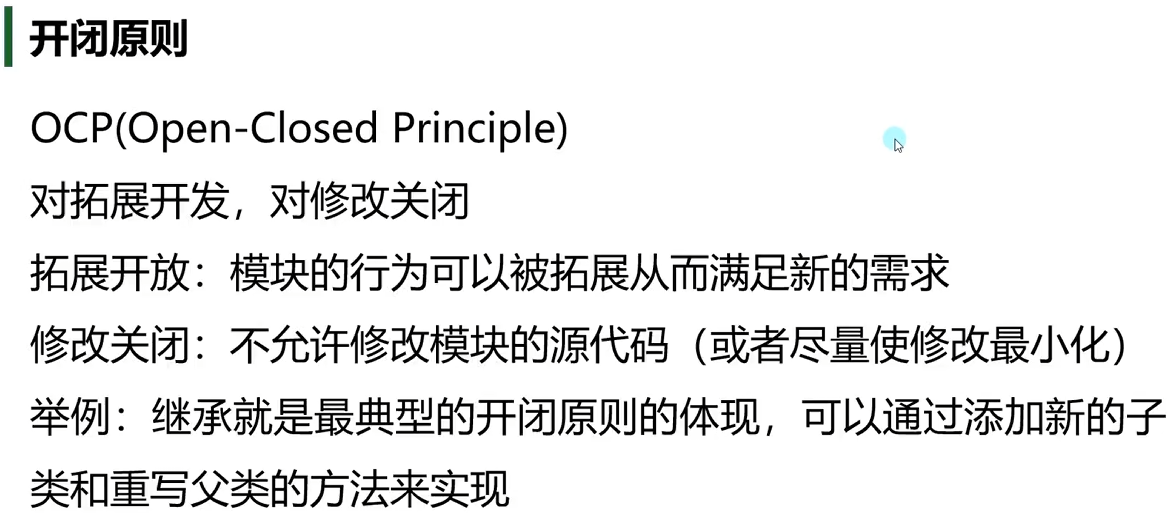 开闭原则
OCP(Open-Closed Principle)
对拓展开发，对修改关闭
拓展开放：模块的行为可以被拓展从而满足新的需求
修改关闭：不允许修改模块的源代码（或者尽量使修改最小化）
举例：继承就是最典型的开闭原则的体现，可以通过添加新的子
类和重写父类的方法来实现